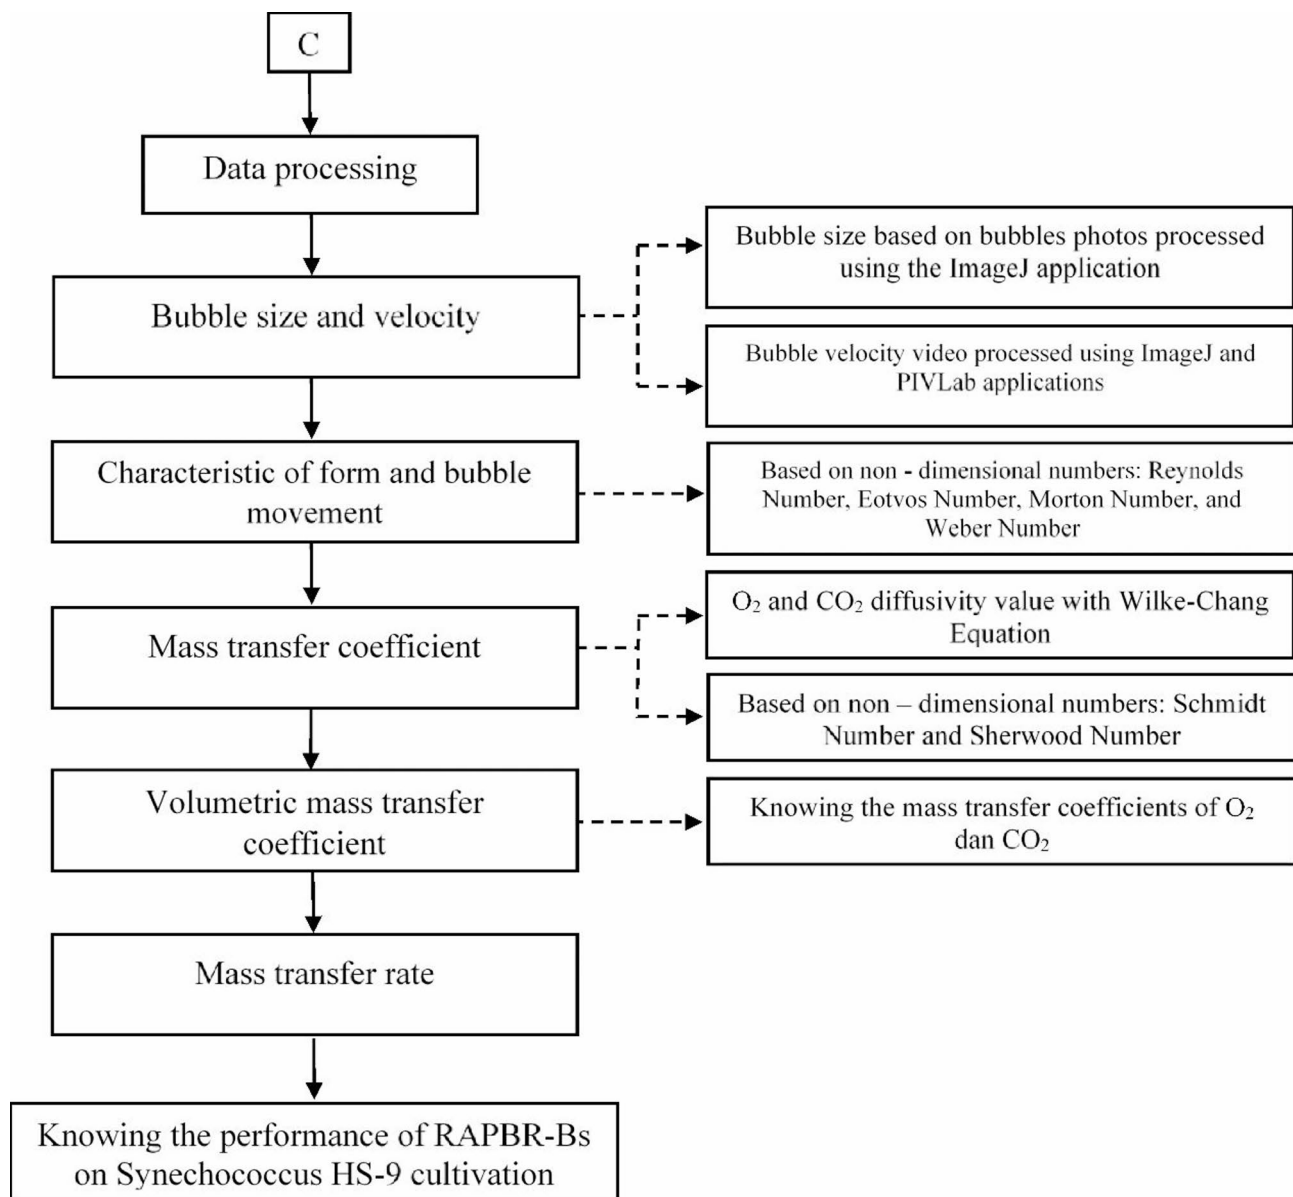 C
Data processing
Bubble size and velocity
Bubble size based on bubbles photos processed
using the ImageJ application
Bubble velocity video processed using ImageJ and
PIVLab applications
Characteristic of form and bubble
movement
Based on non - dimensional numbers: Reynolds
Number, Eotvos Number, Morton Number, and
Weber Number
Mass transfer coefficient
O₂ and CO₂ diffusivity value with Wilke-Chang
Equation
Based on non – dimensional numbers: Schmidt
Number and Sherwood Number
Volumetric mass transfer
coefficient
Knowing the mass transfer coefficients of O₂
dan CO₂
Mass transfer rate
Knowing the performance of RAPBR-Bs
on Synechococcus HS-9 cultivation